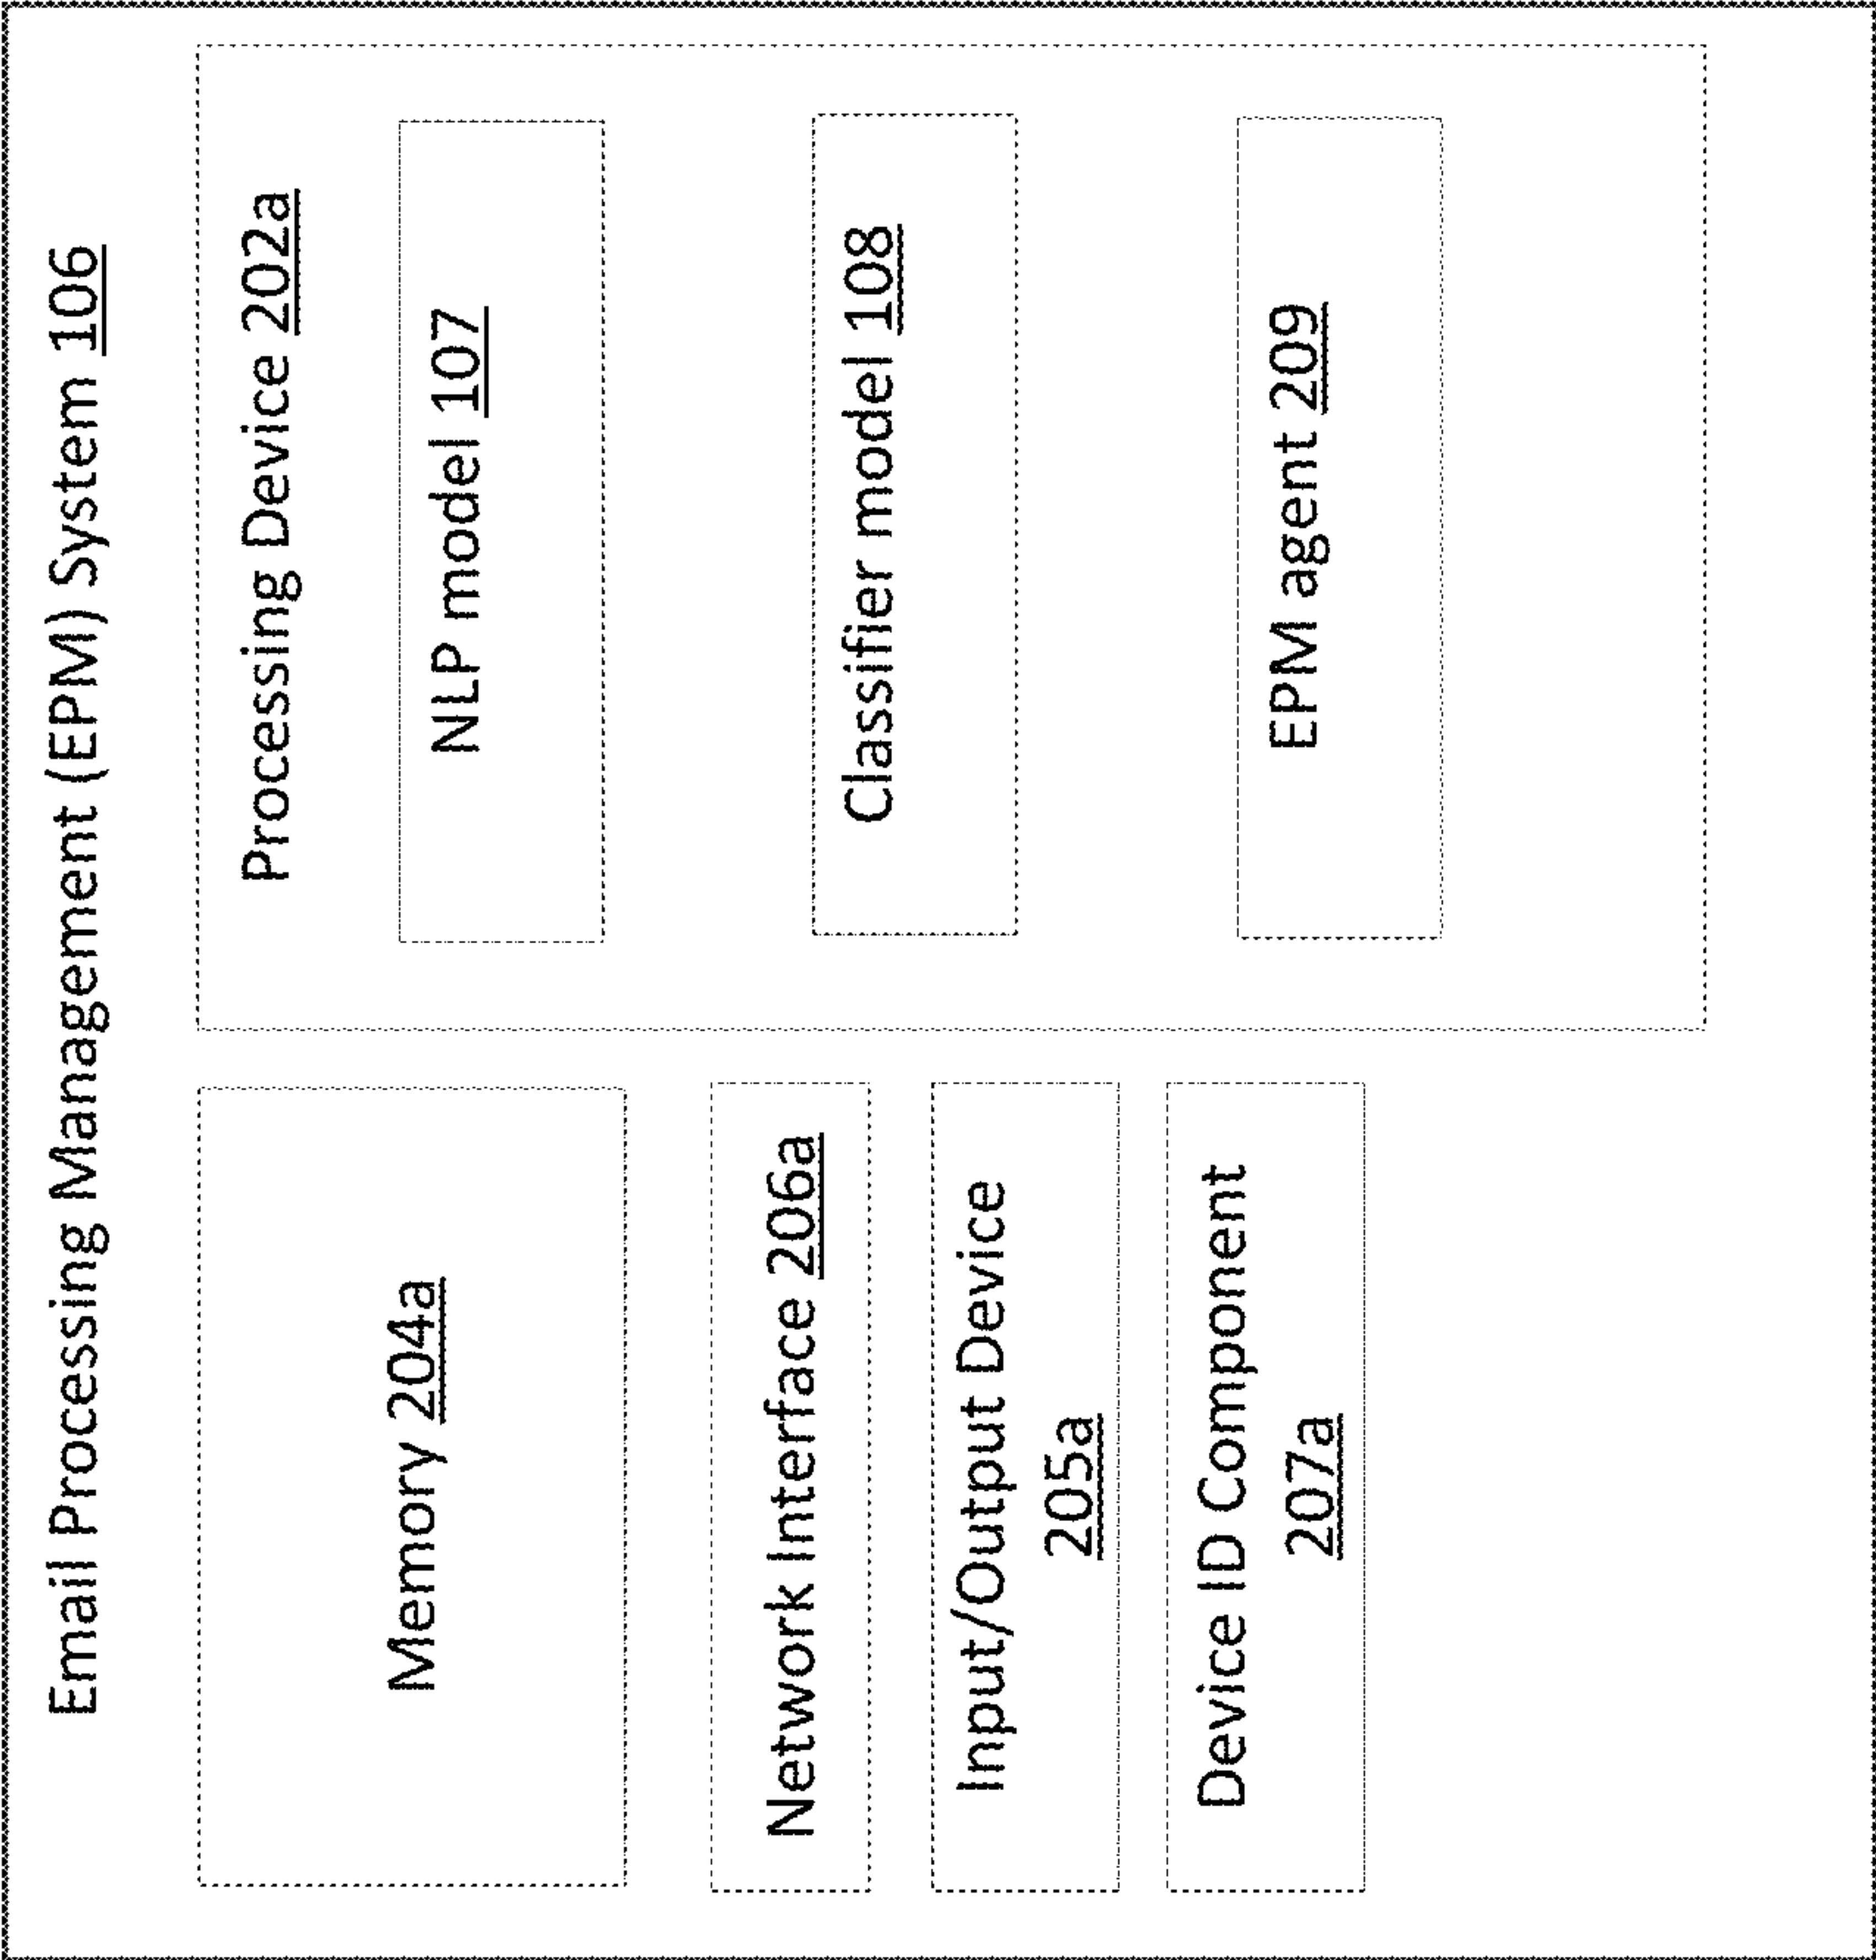 Email Processing Management (EPM) System 106
Memory 204a
Network Interface 206a
Input/Output Device
205a
Device ID Component
207a
Processing Device 202a
NLP model 107
Classifier model 108
EPM agent 209